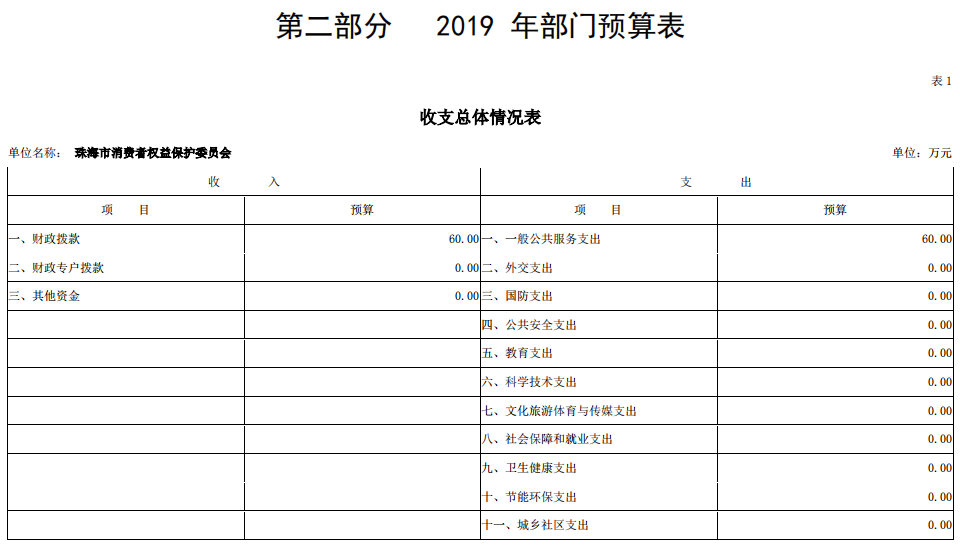 第二部分 2019 年部门预算表
表 1
收支总体情况表
单位名称： 珠海市消费者权益保护委员会 单位：万元
收 入 支 出
项 目 预算 项 目 预算
一、财政拨款 60.00 一、一般公共服务支出 60.00
二、财政专户拨款 0.00 二、外交支出 0.00
三、其他资金 0.00 三、国防支出 0.00
四、公共安全支出 0.00
五、教育支出 0.00
六、科学技术支出 0.00
七、文化旅游体育与传媒支出 0.00
八、社会保障和就业支出 0.00
九、卫生健康支出 0.00
十、节能环保支出 0.00
十一、城乡社区支出 0.00